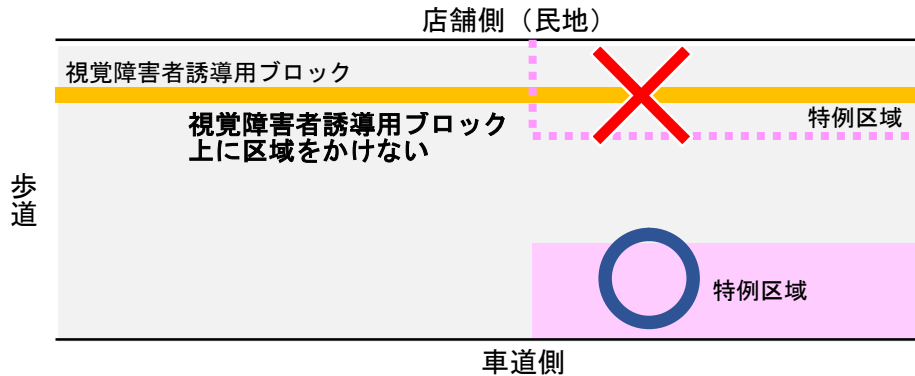 店舗側（民地）
視覚障害者誘導用ブロック
特例区域
視覚障害者誘導用ブロック
上に区域をかけない
歩道
特例区域
車道側